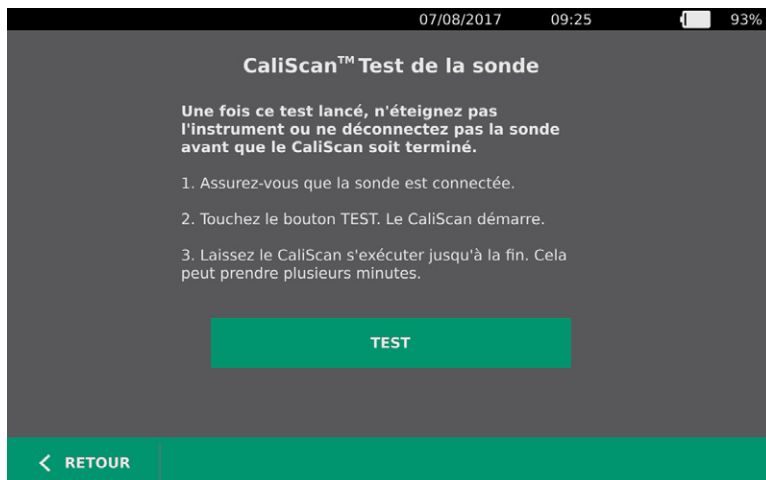 07/08/2017 09:25 93%
CaliScan™ Test de la sonde
Une fois ce test lancé, n'éteignez pas
l'instrument ou ne déconnectez pas la sonde
avant que le CaliScan soit terminé.
1. Assurez-vous que la sonde est connectée.
2. Touchez le bouton TEST. Le CaliScan démarre.
3. Laissez le CaliScan s'exécuter jusqu'à la fin. Cela
peut prendre plusieurs minutes.
TEST
RETOUR